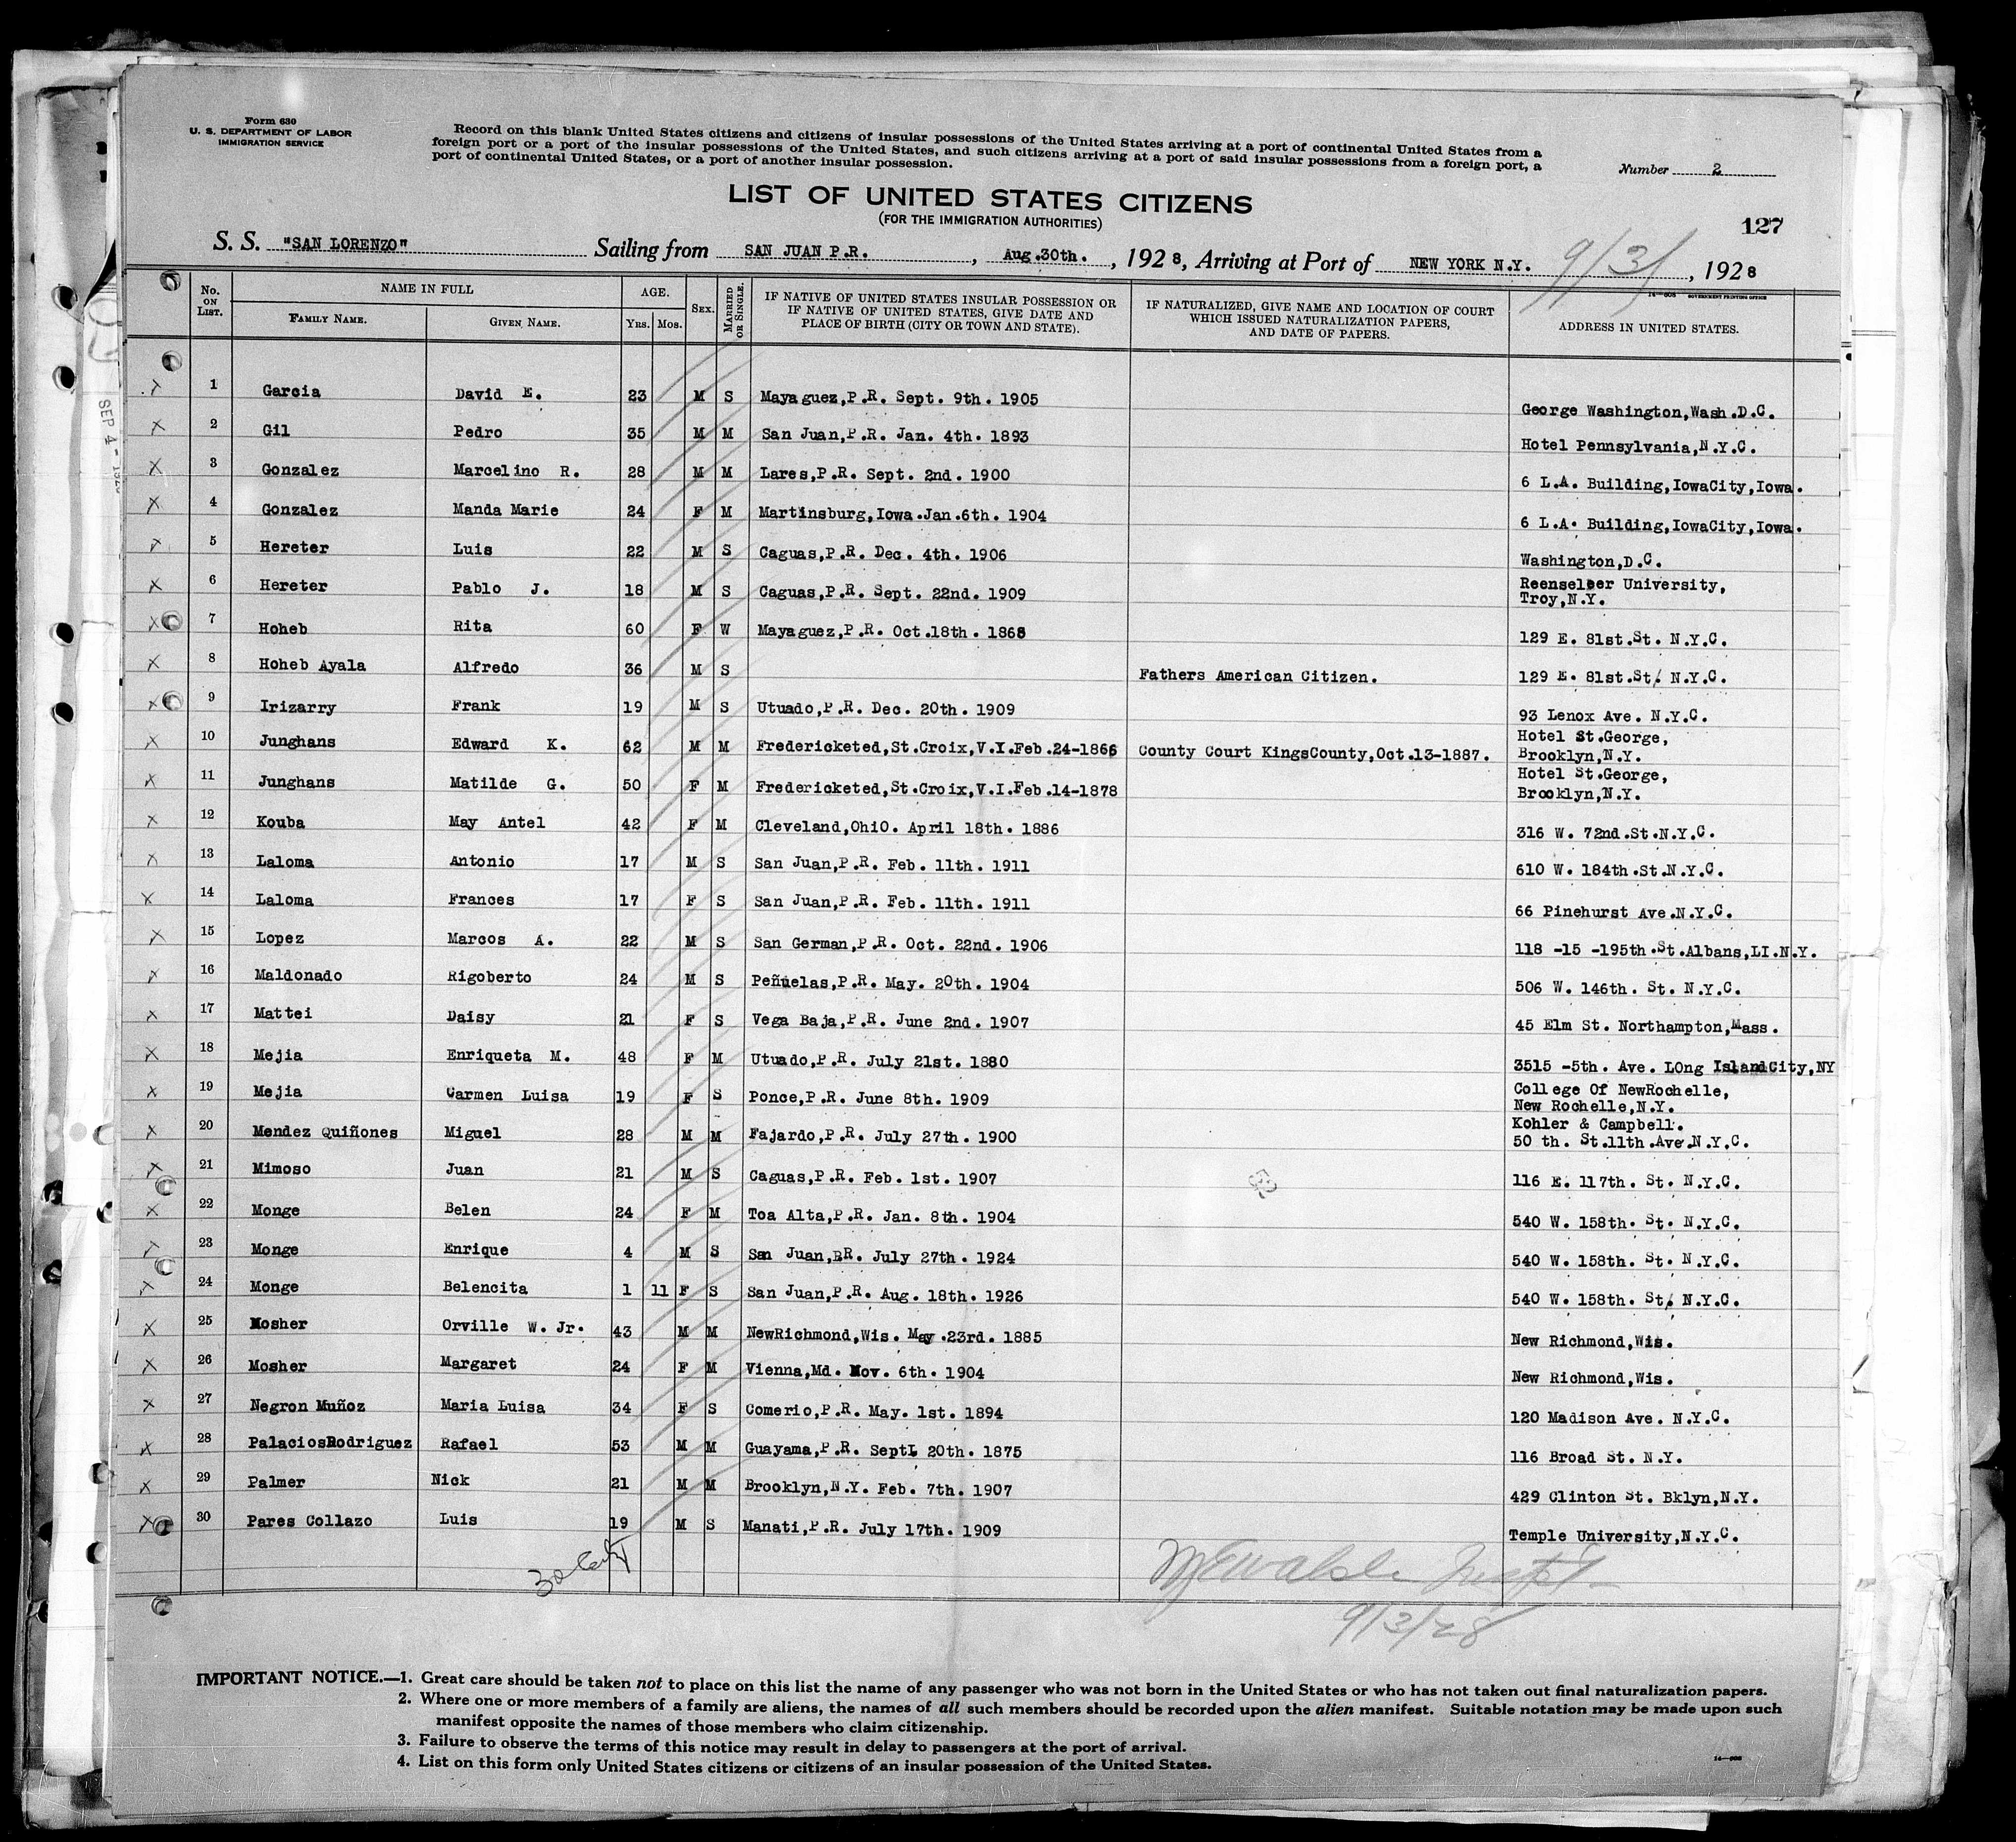 Form 630
U. S. DEPARTMENT OF LABOR
IMMIGRATION SERVICE
Record on this blank United States citizens and citizens of insular possessions of the United States arriving at a port of continental United States from a
foreign port or a port of the insular possessions of the United States, and such citizens arriving at a port of said insular possessions from a foreign port, a
port of continental United States, or a port of another insular possession.
Number 2
LIST OF UNITED STATES CITIZENS
(FOR THE IMMIGRATION AUTHORITIES)
127
S. S. "SAN LORENZO" Sailing from SAN JUAN P.R., Aug.30th., 1928, Arriving at Port of NEW YORK N.Y. 9/3/, 1928
14—608 GOVERNMENT PRINTING OFFICE
No. ON LIST. NAME IN FULL FAMILY NAME. GIVEN NAME. AGE. YRS. MOS. SEX. MARRIED OR SINGLE. IF NATIVE OF UNITED STATES INSULAR POSSESSION OR IF NATIVE OF UNITED STATES, GIVE DATE AND PLACE OF BIRTH (CITY OR TOWN AND STATE). IF NATURALIZED, GIVE NAME AND LOCATION OF COURT WHICH ISSUED NATURALIZATION PAPERS, AND DATE OF PAPERS. ADDRESS IN UNITED STATES.
SEP 4 - 1928
x 1 Garcia David E. 23 M S Mayaguez,P.R. Sept. 9th. 1905 George Washington,Wash.D.C.
x 2 Gil Pedro 35 M M San Juan,P.R. Jan. 4th. 1893 Hotel Pennsylvania,N.Y.C.
x 3 Gonzalez Marcelino R. 28 M M Lares,P.R. Sept. 2nd. 1900 6 L.A. Building,IowaCity,Iowa.
x 4 Gonzalez Manda Marie 24 F M Martinsburg,Iowa.Jan.6th. 1904 6 L.A. Building,IowaCity,Iowa.
x 5 Hereter Luis 22 M S Caguas,P.R. Dec. 4th. 1906 Washington,D.C.
x 6 Hereter Pablo J. 18 M S Caguas,P.R. Sept. 22nd. 1909 Reenseleer University,
Troy,N.Y.
x 7 Hoheb Rita 60 F W Mayaguez,P.R. Oct.18th. 1868 129 E. 81st.St. N.Y.C.
x 8 Hoheb Ayala Alfredo 36 M S Fathers American Citizen. 129 E. 81st.St/ N.Y.C.
x 9 Irizarry Frank 19 M S Utuado,P.R. Dec. 20th. 1909 93 Lenox Ave. N.Y.C.
x 10 Junghans Edward K. 62 M M Fredericketed,St.Croix,V.I.Feb.24-1866 County Court KingsCounty,Oct.13-1887. Hotel St.George,
Brooklyn,N.Y.
x 11 Junghans Matilde G. 50 F M Fredericketed,St.Croix,V.I.Feb.14-1878 Hotel St.George,
Brooklyn,N.Y.
x 12 Kouba May Antel 42 F M Cleveland,OhiO. April 18th. 1886 316 W. 72nd.St.N.Y.C.
x 13 Laloma Antonio 17 M S San Juan,P.R. Feb. 11th. 1911 610 W. 184th.St.N.Y.C.
x 14 Laloma Frances 17 F S San Juan,P.R. Feb. 11th. 1911 66 Pinehurst Ave.N.Y.C.
x 15 Lopez Marcos A. 22 M S San German,P.R. Oct. 22nd. 1906 118 -15 -195th.St.Albans,LI.N.Y.
x 16 Maldonado Rigoberto 24 M S Peñuelas,P.R. May. 20th. 1904 506 W. 146th. St. N.Y.C.
x 17 Mattei Daisy 21 F S Vega Baja,P.R. June 2nd. 1907 45 Elm St. Northampton,Mass.
x 18 Mejia Enriqueta M. 48 F M Utuado,P.R. July 21st. 1880 3515 -5th. Ave. LOng IslandCity,NY
x 19 Mejia Carmen Luisa 19 F S Ponce,P.R. June 8th. 1909 College Of NewRochelle,
New Rochelle,N.Y.
x 20 Mendez Quiñones Miguel 28 M M Fajardo,P.R. July 27th. 1900 Kohler & Campbell.
50 th. St.11th.Ave.N.Y.C.
x 21 Mimoso Juan 21 M S Caguas,P.R. Feb. 1st. 1907 116 E. 117th. St. N.Y.C.
x 22 Monge Belen 24 F M Toa Alta,P.R. Jan. 8th. 1904 540 W. 158th. St. N.Y.C.
x 23 Monge Enrique 4 M S San Juan,PR. July 27th. 1924 540 W. 158th. St. N.Y.C.
x 24 Monge Belencita 1 11 F S San Juan,P.R. Aug. 18th. 1926 540 W. 158th. St/ N.Y.C.
x 25 Mosher Orville W. Jr. 43 M M NewRichmond,Wis. May.23rd. 1885 New Richmond,Wis.
x 26 Mosher Margaret 24 F M Vienna,Md. Nov. 6th. 1904 New Richmond,Wis.
x 27 Negron Muñoz Maria Luisa 34 F S Comerio,P.R. May. 1st. 1894 120 Madison Ave. N.Y.C.
x 28 PalaciosRodriguez Rafael 53 M M Guayama,P.R. Septl 20th. 1875 116 Broad St. N.Y.
x 29 Palmer Nick 21 M M Brooklyn,N.Y. Feb. 7th. 1907 429 Clinton St. Bklyn,N.Y.
x 30 Pares Collazo Luis 19 M S Manati,P.R. July 17th. 1909 Temple University,N.Y.C.
30
9/3/28
IMPORTANT NOTICE.—1. Great care should be taken not to place on this list the name of any passenger who was not born in the United States or who has not taken out final naturalization papers.
2. Where one or more members of a family are aliens, the names of all such members should be recorded upon the alien manifest. Suitable notation may be made upon such
manifest opposite the names of those members who claim citizenship.
3. Failure to observe the terms of this notice may result in delay to passengers at the port of arrival.
4. List on this form only United States citizens or citizens of an insular possession of the United States.
14—608